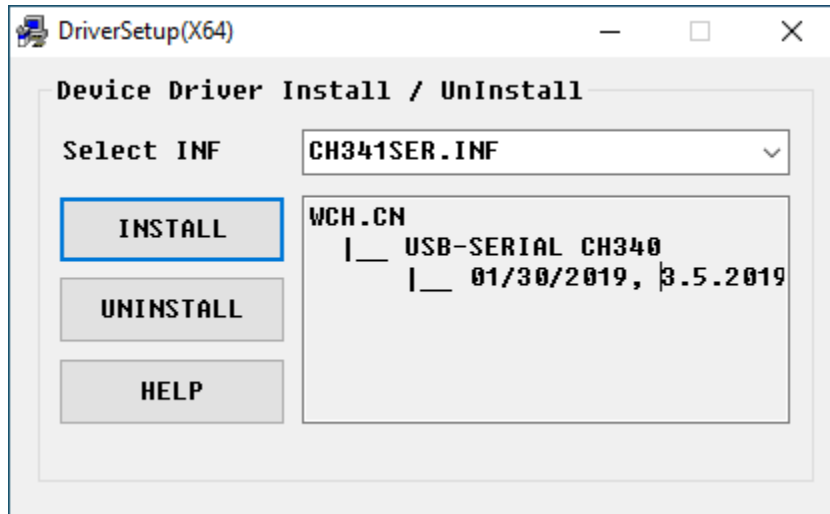 DriverSetup(X64)
Device Driver Install / UnInstall
Select INF CH341SER.INF
INSTALL
UNINSTALL
HELP
WCH.CN
|__ USB-SERIAL CH340
|__ 01/30/2019, 3.5.2019